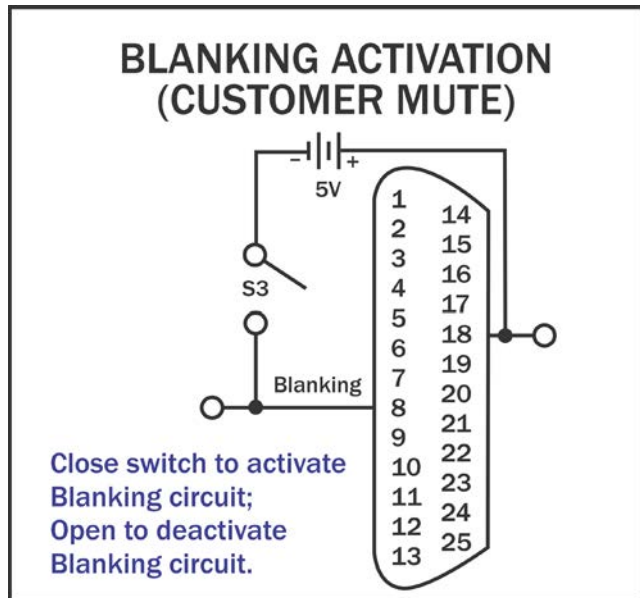 BLANKING ACTIVATION
(CUSTOMER MUTE)
– +
5V
S3
Blanking
1
2
3
4
5
6
7
8
9
10
11
12
13
14
15
16
17
18
19
20
21
22
23
24
25
Close switch to activate
Blanking circuit;
Open to deactivate
Blanking circuit.